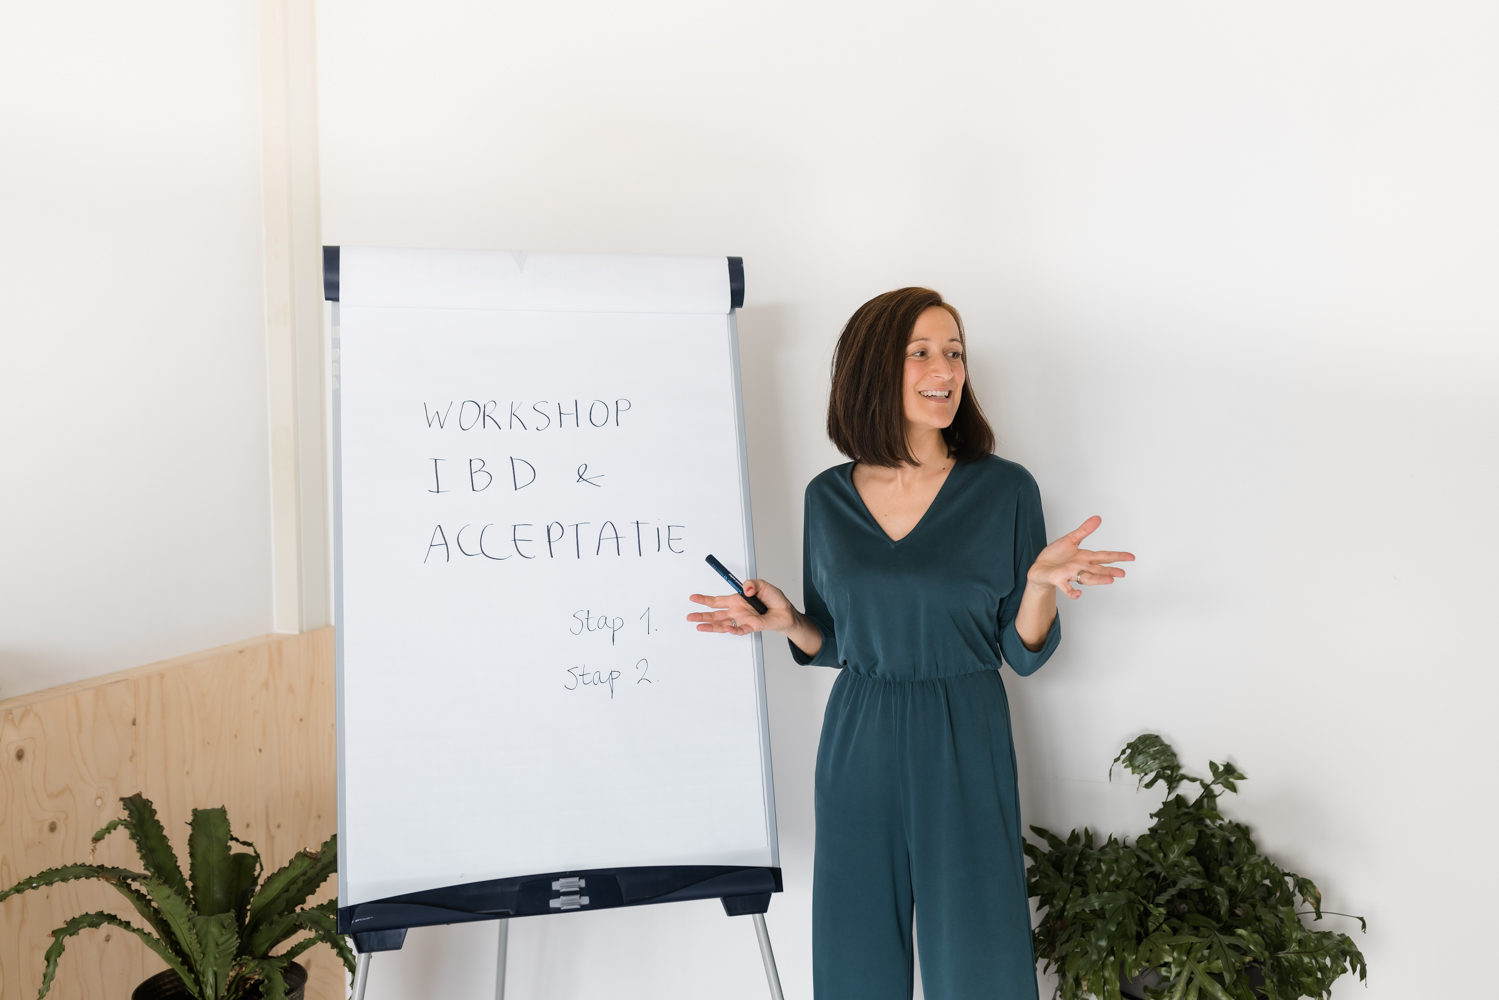 WORKSHOP
IBD &
ACCEPTATiE
Stap 1.
Stap 2.